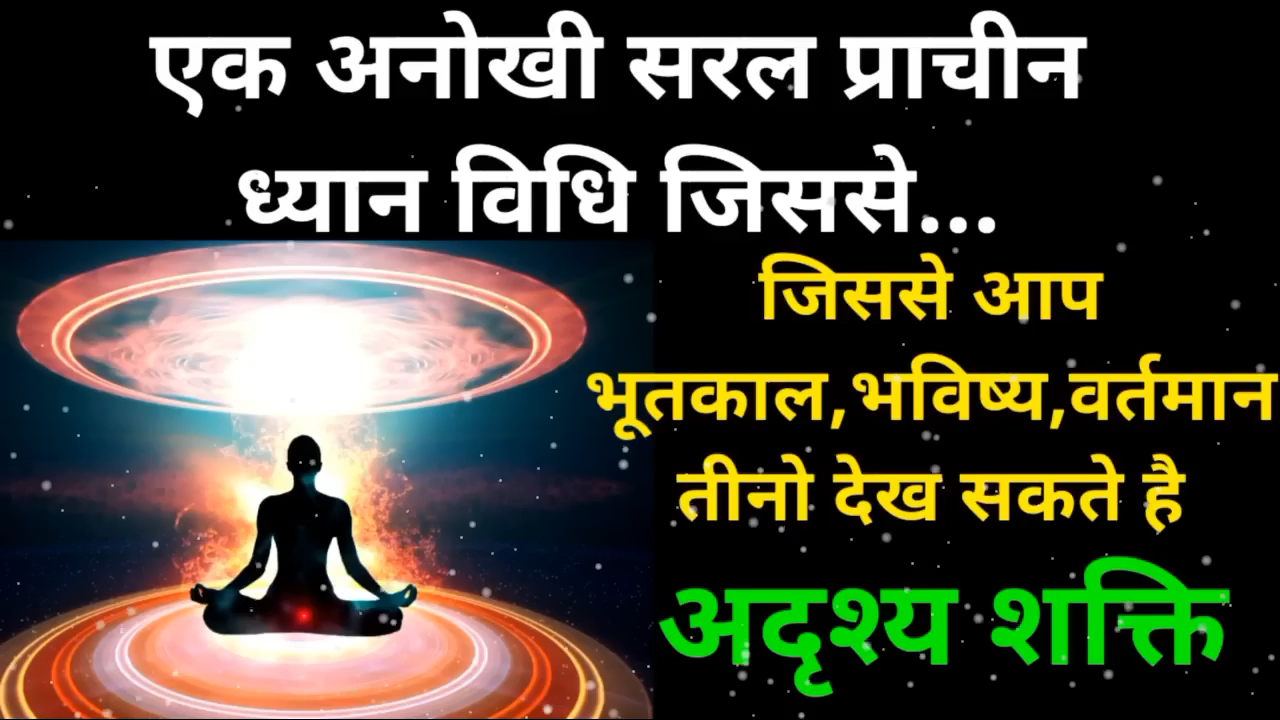 एक अनोखी सरल प्राचीन
ध्यान विधि जिससे...
जिससे आप
भूतकाल,भविष्य,वर्तमान
तीनो देख सकते है
अदृश्य शक्ति